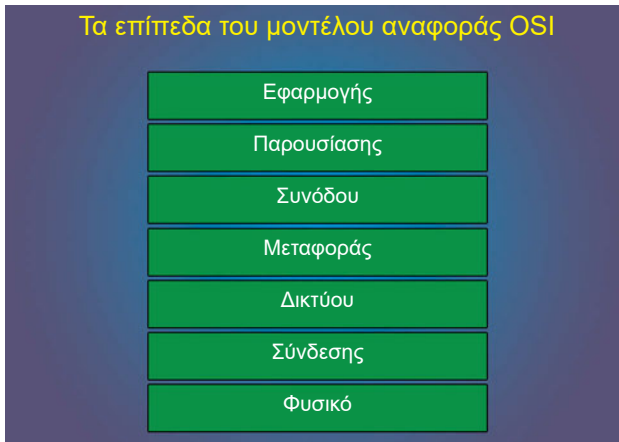 Τα επίπεδα του μοντέλου αναφοράς OSI
Εφαρμογής
Παρουσίασης
Συνόδου
Μεταφοράς
Δικτύου
Σύνδεσης
Φυσικό